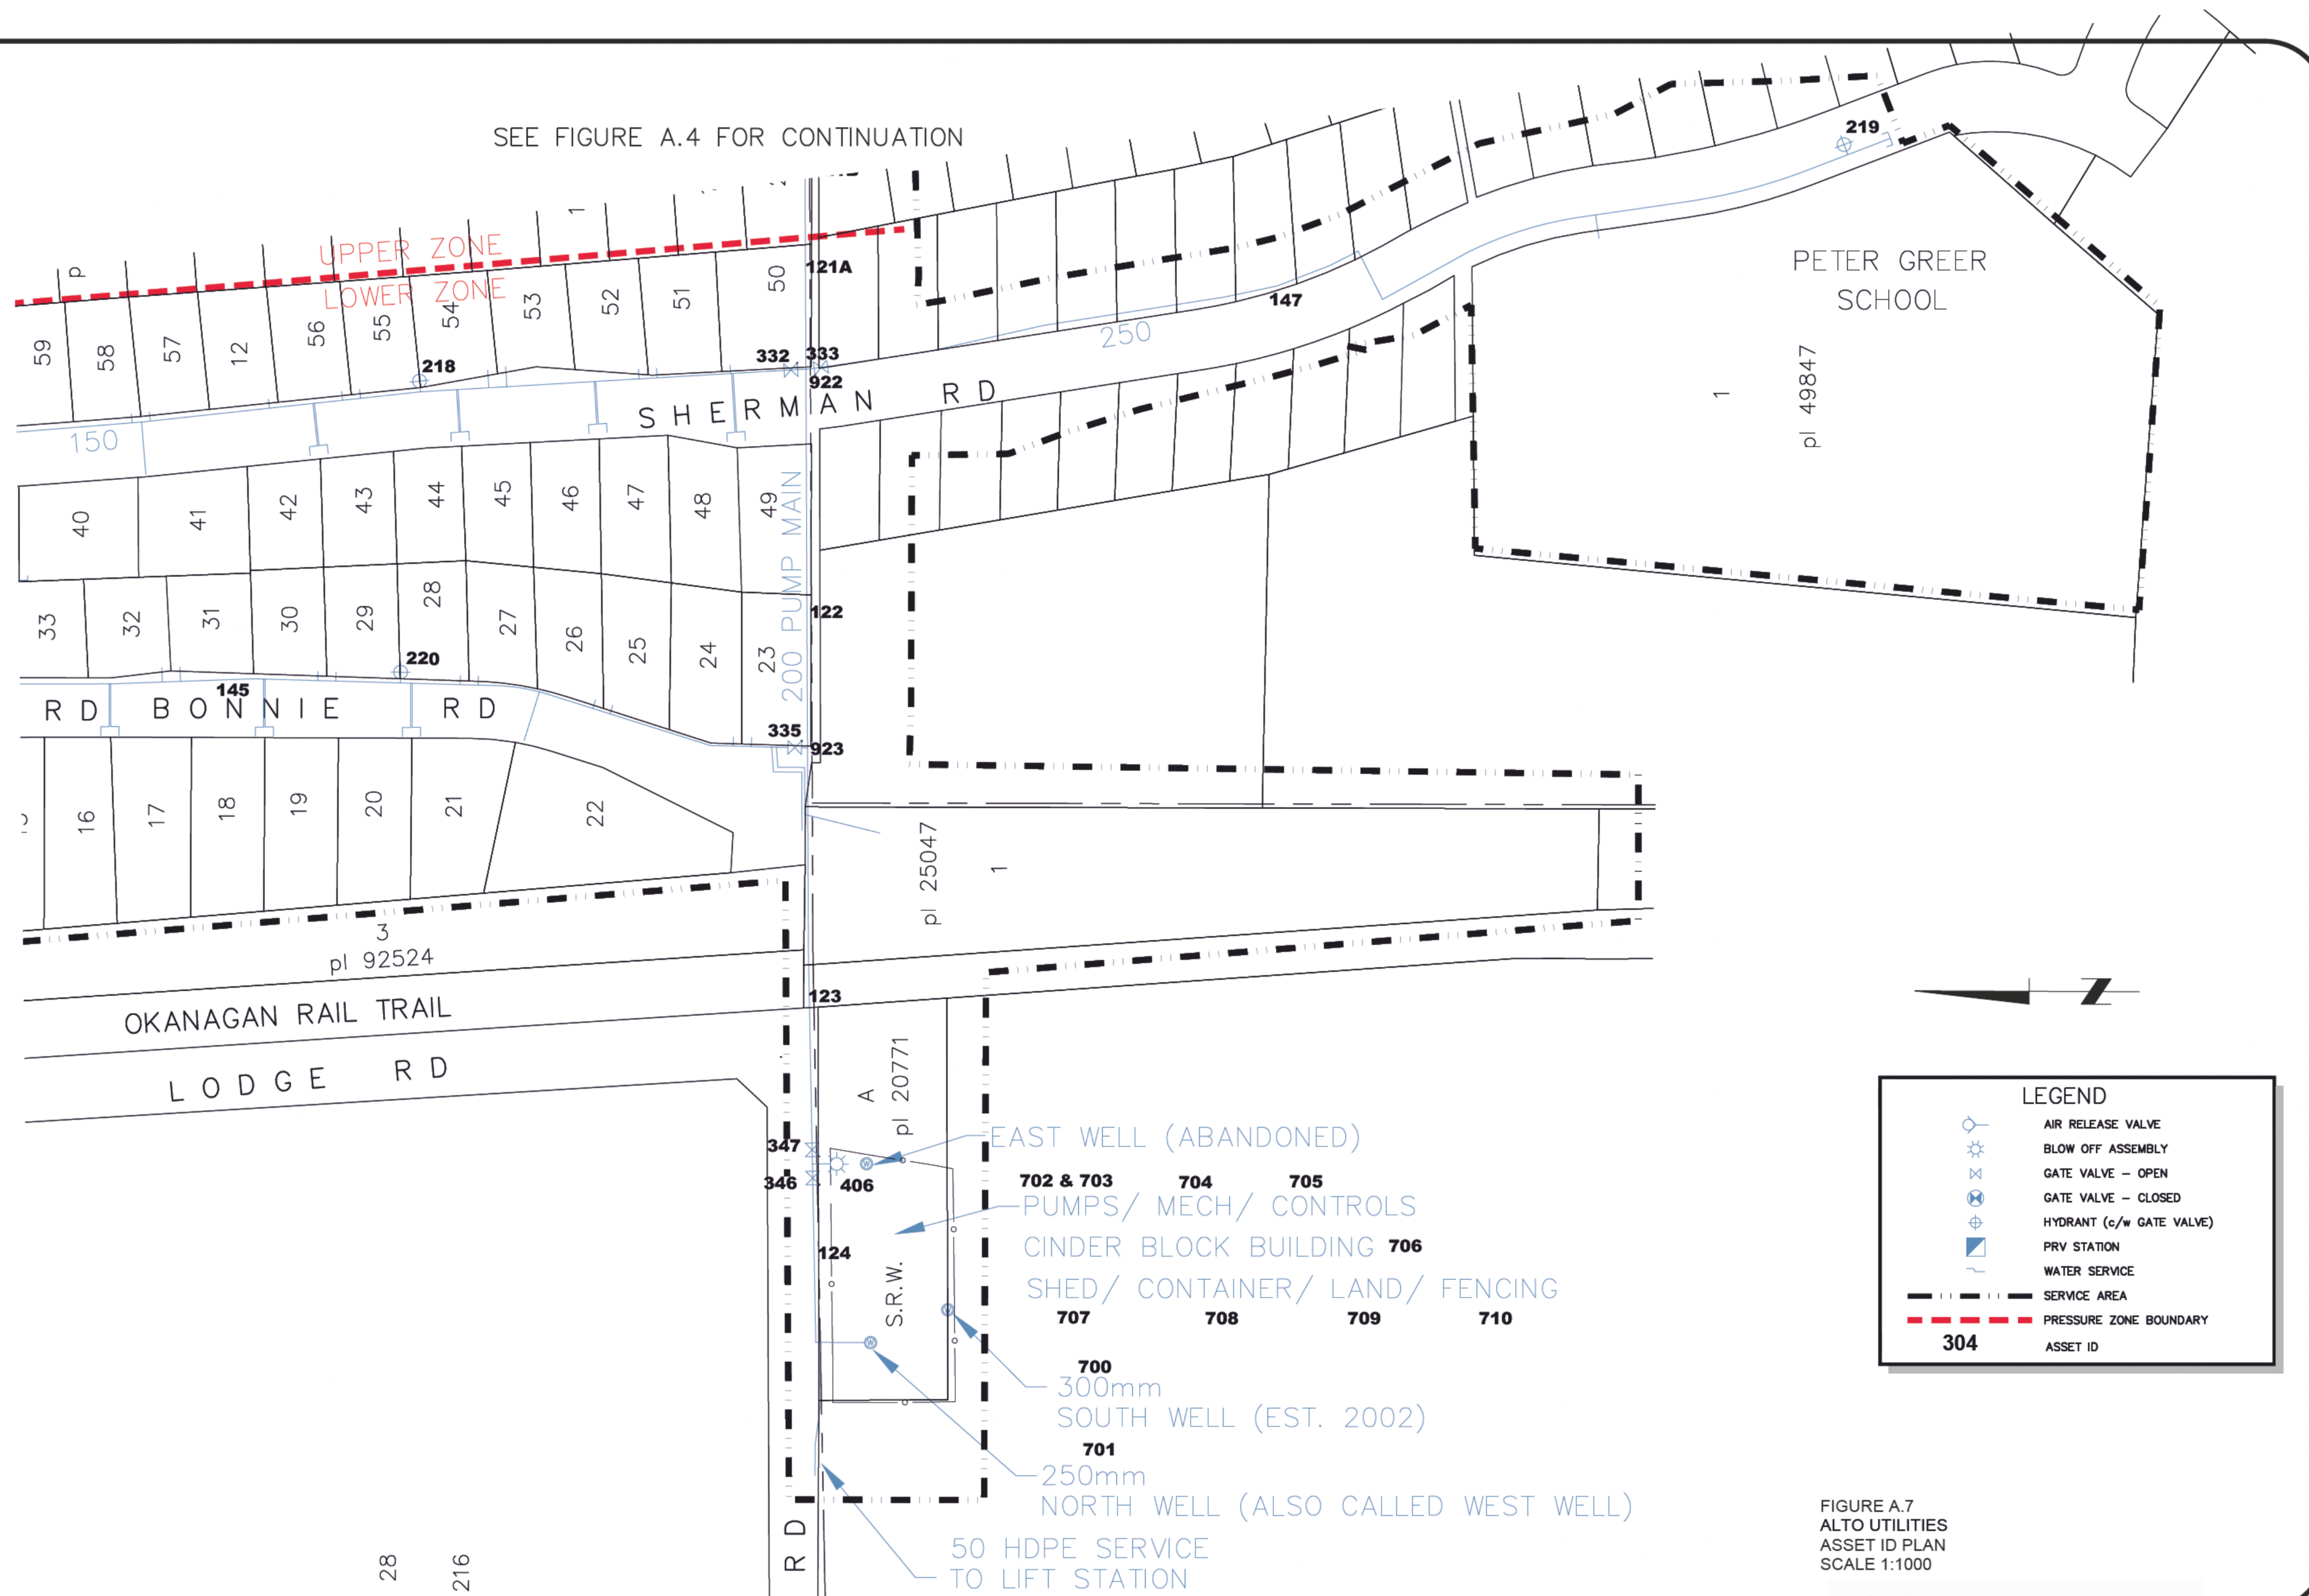 SEE FIGURE A.4 FOR CONTINUATION
219
UPPER ZONE
LOWER ZONE
p
1
50
121A
PETER GREER
SCHOOL
1
pl 49847
59
58
57
12
56
55
54
53
52
51
147
250
332
333
922
218
SHERMAN RD
150
40
41
42
43
44
45
46
47
48
49
200 PUMP MAIN
122
33
32
31
30
29
28
27
26
25
24
23
220
145
RD BONNIE RD
335
923
16
17
18
19
20
21
22
pl 25047
1
3
pl 92524
OKANAGAN RAIL TRAIL
123
LODGE RD
A
pl 20771
347
346
406
EAST WELL (ABANDONED)
702 & 703 704 705
PUMPS/ MECH/ CONTROLS
CINDER BLOCK BUILDING 706
124
S.R.W.
SHED/ CONTAINER/ LAND/ FENCING
707 708 709 710
700
300mm
SOUTH WELL (EST. 2002)
701
250mm
NORTH WELL (ALSO CALLED WEST WELL)
50 HDPE SERVICE
TO LIFT STATION
RD
28
216
Z
LEGEND
AIR RELEASE VALVE
BLOW OFF ASSEMBLY
GATE VALVE – OPEN
GATE VALVE – CLOSED
HYDRANT (c/w GATE VALVE)
PRV STATION
WATER SERVICE
SERVICE AREA
PRESSURE ZONE BOUNDARY
304 ASSET ID
FIGURE A.7
ALTO UTILITIES
ASSET ID PLAN
SCALE 1:1000